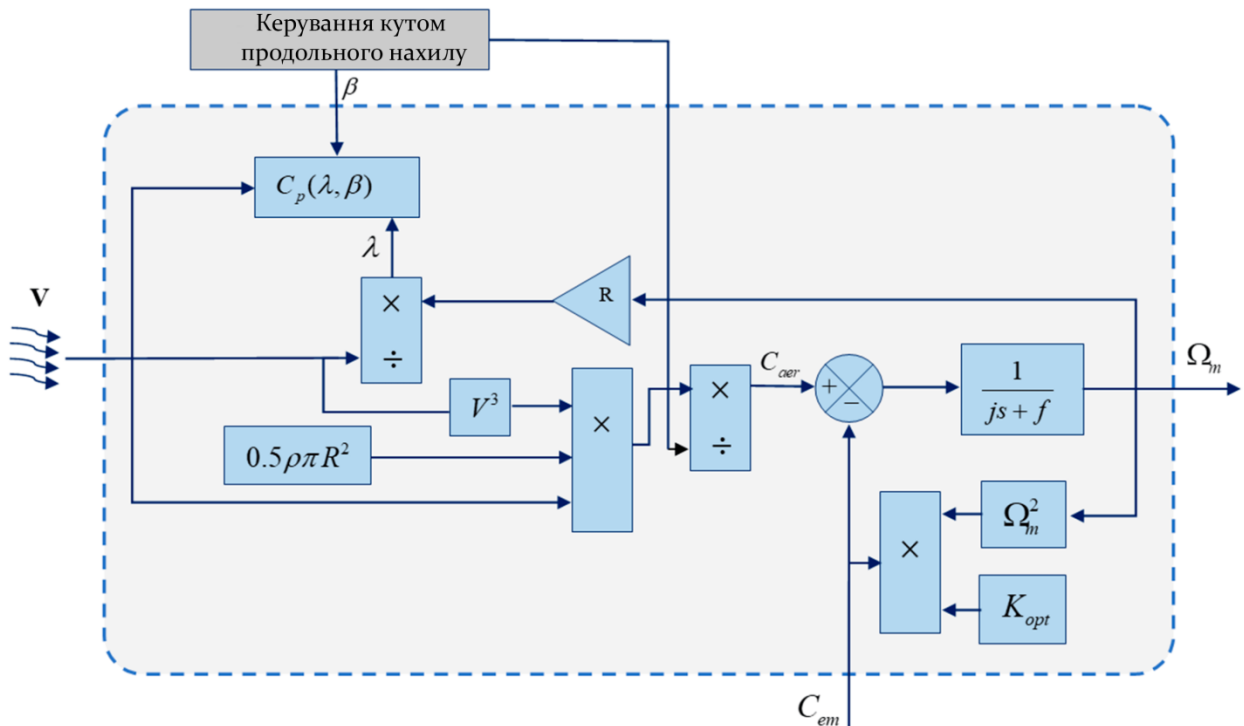 Керування кутом
продольного нахилу
β
C_p(λ, β)
λ
×
÷
R
V
V³
0.5ρπR²
×
×
÷
C_aer
+
−
1
js + f
Ω_m
Ω_m²
×
K_opt
C_em